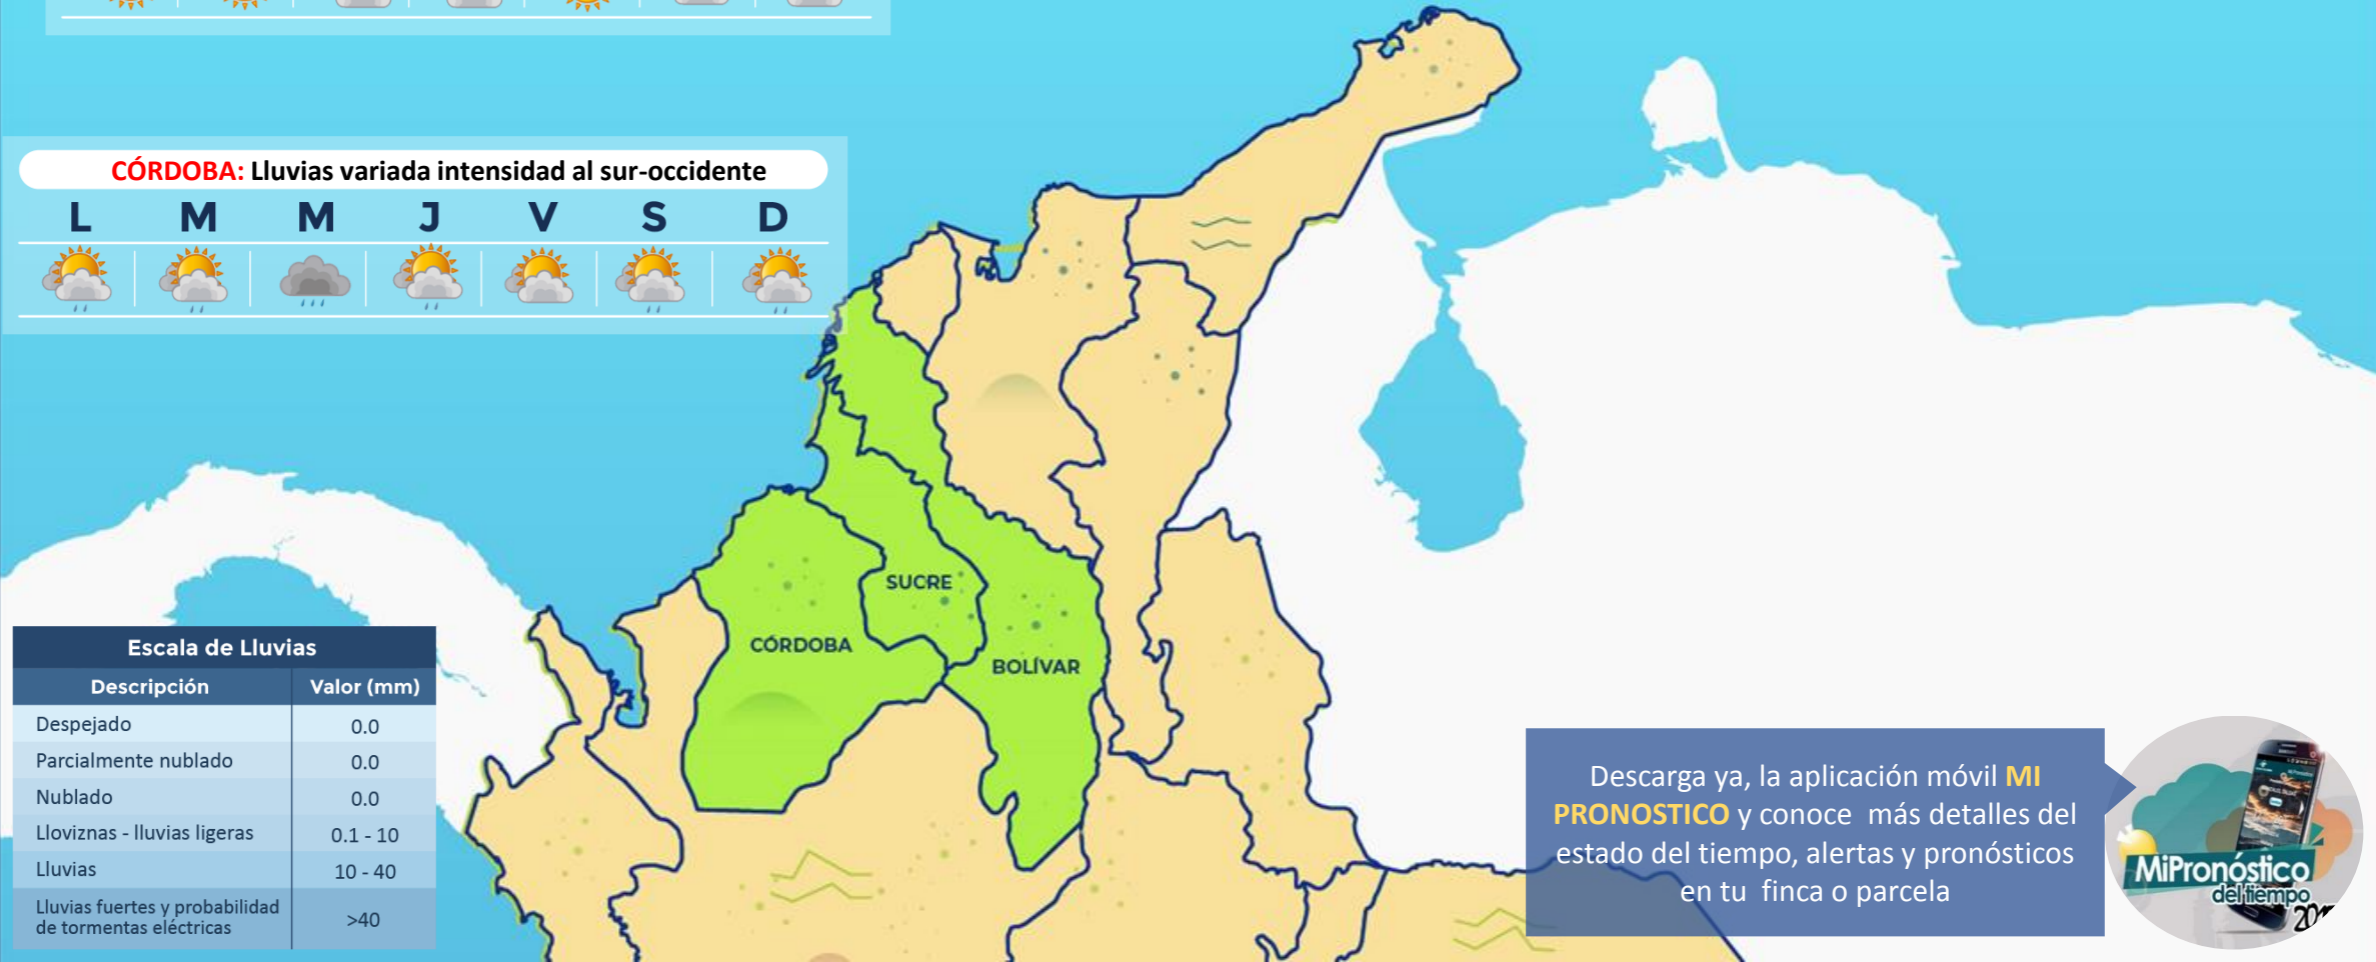 CÓRDOBA: Lluvias variada intensidad al sur-occidente
L M M J V S D
SUCRE
CÓRDOBA
BOLÍVAR
Escala de Lluvias
Descripción Valor (mm)
Despejado 0.0
Parcialmente nublado 0.0
Nublado 0.0
Lloviznas - lluvias ligeras 0.1 - 10
Lluvias 10 - 40
Lluvias fuertes y probabilidad
de tormentas eléctricas >40
Descarga ya, la aplicación móvil MI
PRONOSTICO y conoce más detalles del
estado del tiempo, alertas y pronósticos
en tu finca o parcela
MiPronóstico
del tiempo